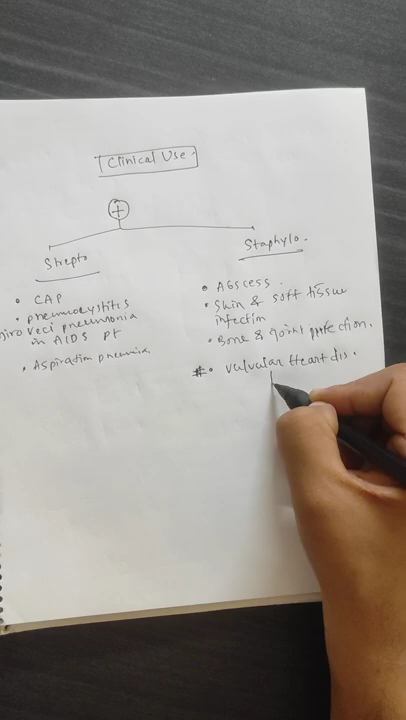 Clinical Use
+
Strepto
Staphylo.
• CAP
• pneumocystitis
jiroveci pneumonia
in AIDS pt
• Aspiration pneumia
• Abscess.
• Skin & soft tissue
infection
• Bone & joint infection.
#• Valvular Heart dis.